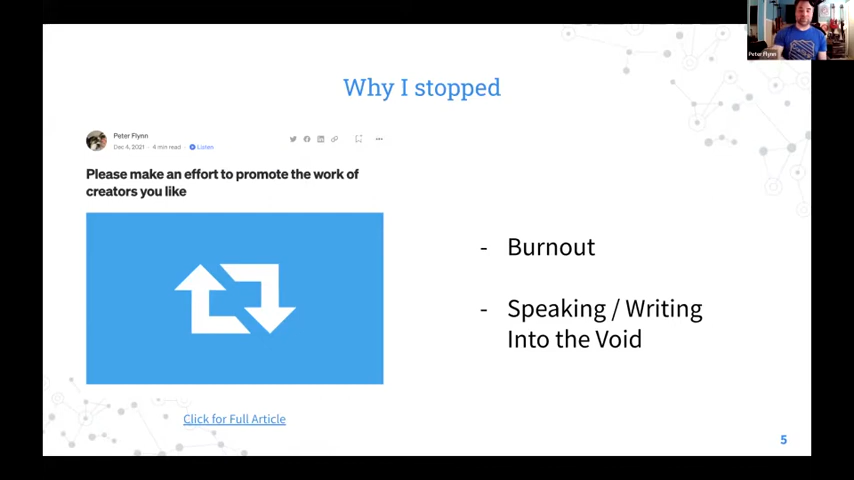 Peter Flynn
Why I stopped
Peter Flynn
Dec 4, 2021 · 4 min read · Listen
Please make an effort to promote the work of
creators you like
- Burnout
- Speaking / Writing
Into the Void
Click for Full Article
5